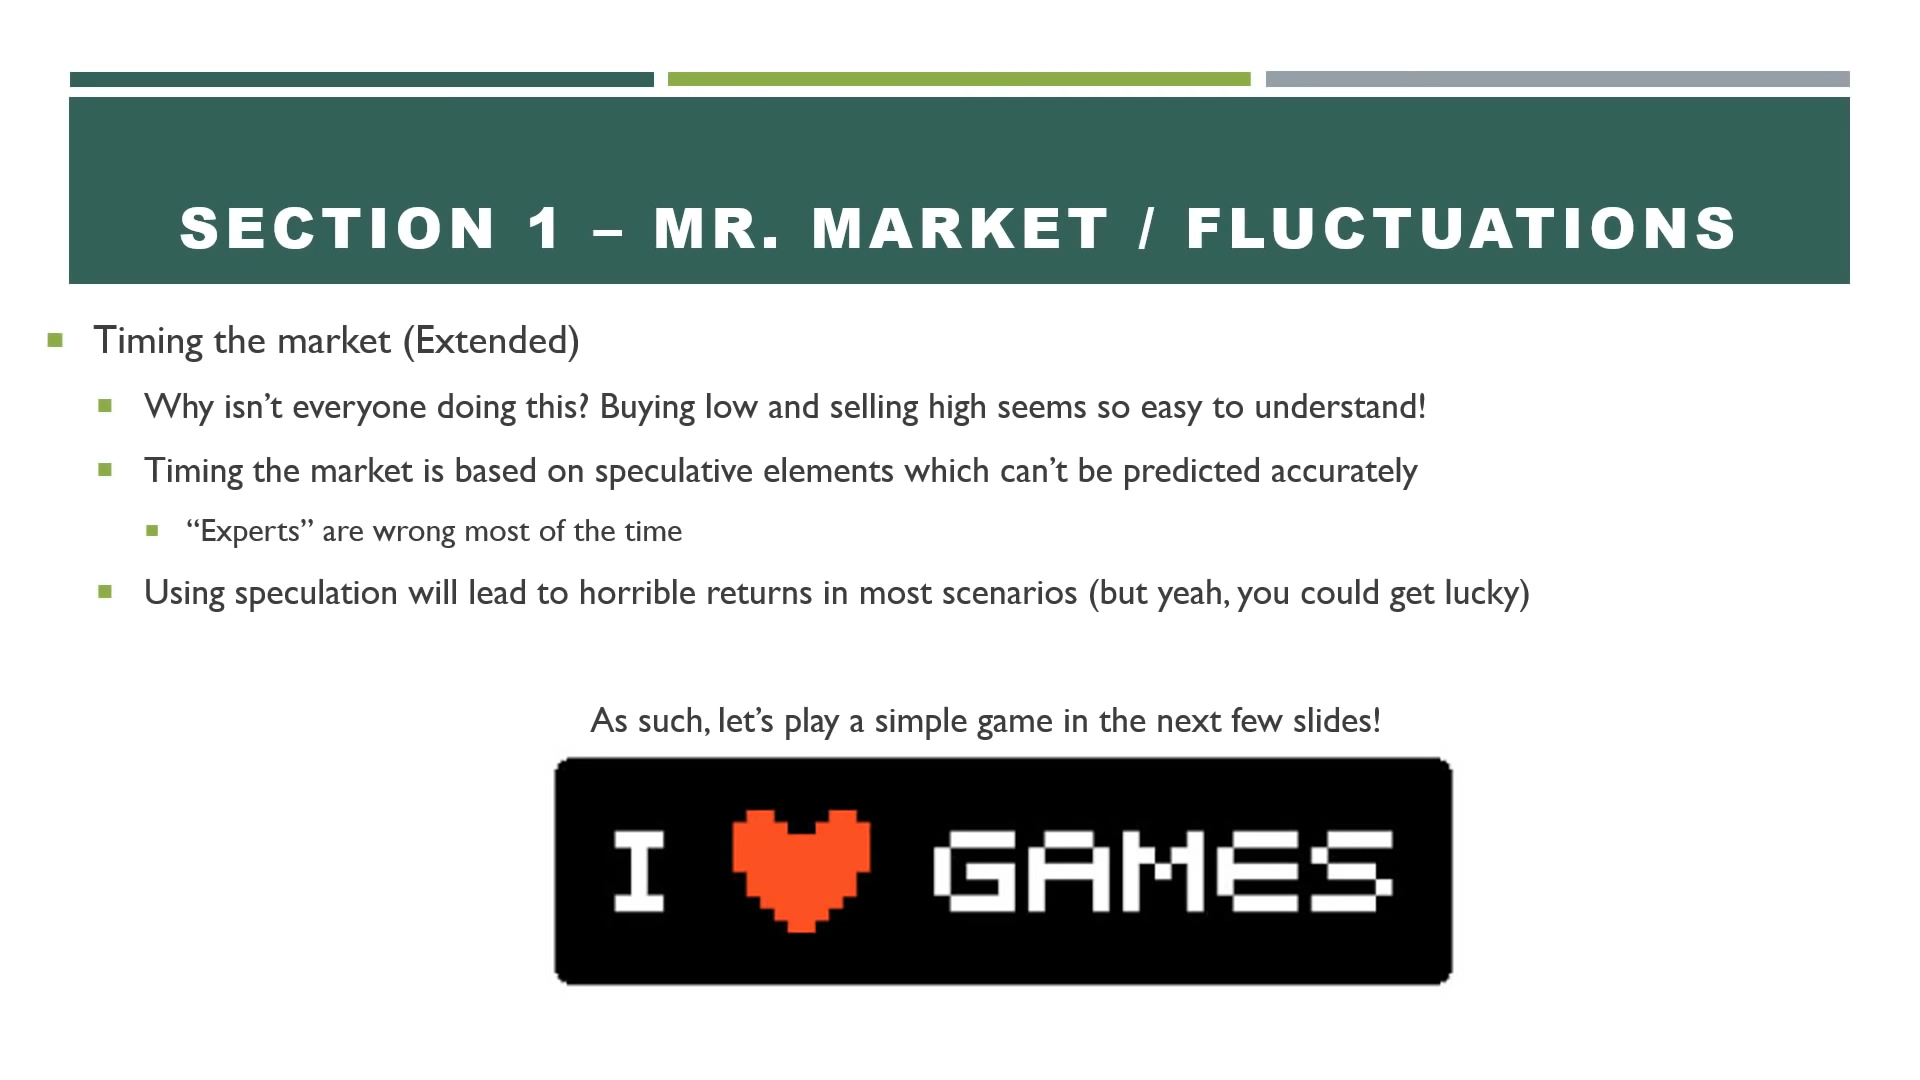 SECTION 1 – MR. MARKET / FLUCTUATIONS
Timing the market (Extended)
Why isn’t everyone doing this? Buying low and selling high seems so easy to understand!
Timing the market is based on speculative elements which can’t be predicted accurately
“Experts” are wrong most of the time
Using speculation will lead to horrible returns in most scenarios (but yeah, you could get lucky)
As such, let’s play a simple game in the next few slides!
I GAMES